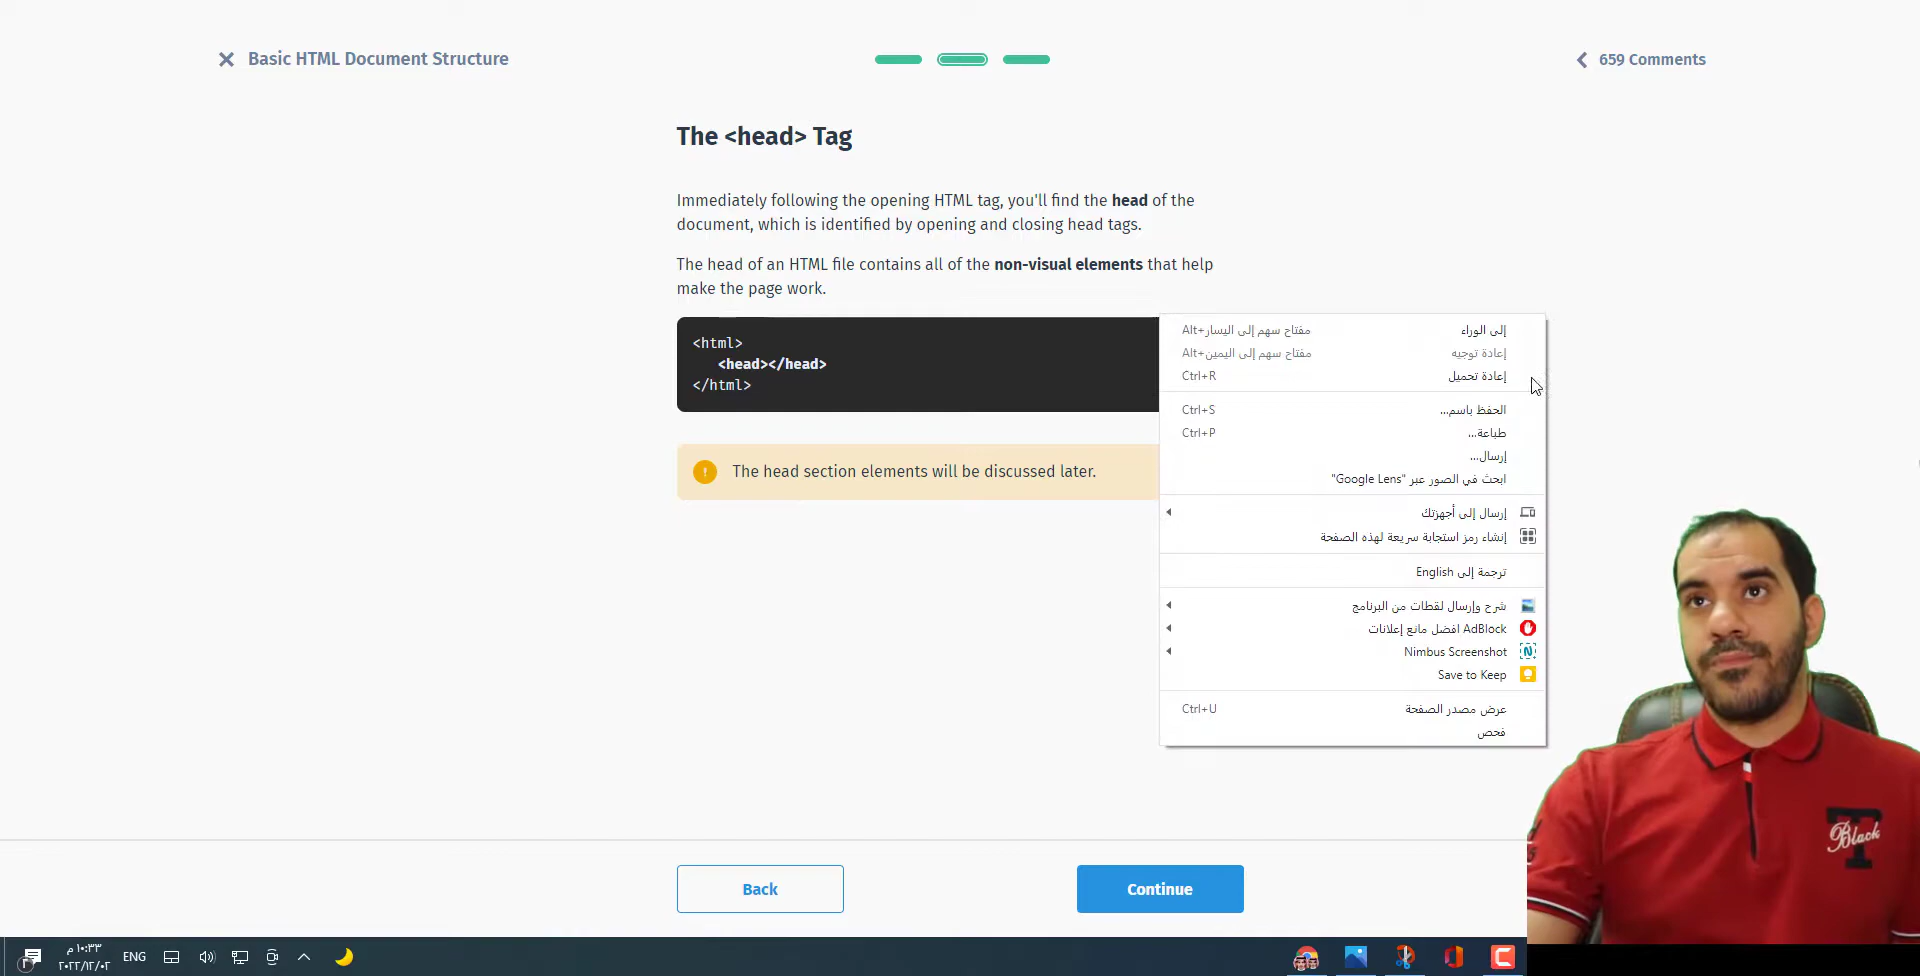 Basic HTML Document Structure
659 Comments
The <head> Tag
Immediately following the opening HTML tag, you'll find the head of the
document, which is identified by opening and closing head tags.
The head of an HTML file contains all of the non-visual elements that help
make the page work.
<html>
<head></head>
</html>
The head section elements will be discussed later.
إلى الوراء Alt+مفتاح سهم إلى اليسار
إعادة توجيه Alt+مفتاح سهم إلى اليمين
إعادة تحميل Ctrl+R
الحفظ باسم... Ctrl+S
طباعة... Ctrl+P
إرسال...
ابحث في الصور عبر "Google Lens"
إرسال إلى أجهزتك
إنشاء رمز استجابة سريعة لهذه الصفحة
ترجمة إلى English
شرح وإرسال لقطات من البرنامج
AdBlock افضل مانع إعلانات
Nimbus Screenshot
Save to Keep
عرض مصدر الصفحة Ctrl+U
فحص
Back
Continue
T
Black
١٠:٣٣ م
ENG
٢٠٢٢/١٢/٠٢